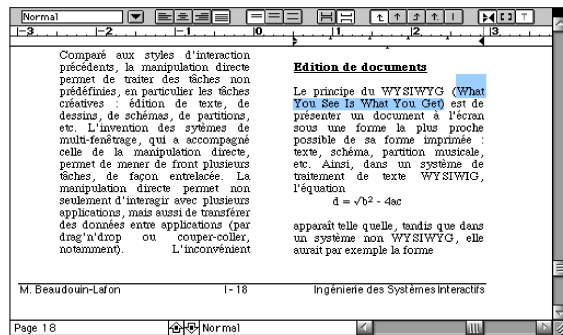 Normal
-3 -2 -1 0 1 2 3
Comparé aux styles d'interaction
précédents, la manipulation directe
permet de traiter des tâches non
prédéfinies, en particulier les tâches
créatives : édition de texte, de
dessins, de schémas, de partitions,
etc. L'invention des sytèmes de
multi-fenêtrage, qui a accompagné
celle de la manipulation directe,
permet de mener de front plusieurs
tâches, de façon entrelacée. La
manipulation directe permet non
seulement d'interagir avec plusieurs
applications, mais aussi de transférer
des données entre applications (par
drag'n'drop ou couper-coller,
notamment). L'inconvénient
Edition de documents
Le principe du WYSIWYG (What
You See Is What You Get) est de
présenter un document à l'écran
sous une forme la plus proche
possible de sa forme imprimée :
texte, schéma, partition musicale,
etc. Ainsi, dans un système de
traitement de texte WYSIWIG,
l'équation
d = √b² - 4ac
apparaît telle quelle, tandis que dans
un système non WYSIWYG, elle
aurait par exemple la forme
M. Beaudouin-Lafon I - 18 Ingénierie des Systèmes Interactifs
Page 18 Normal